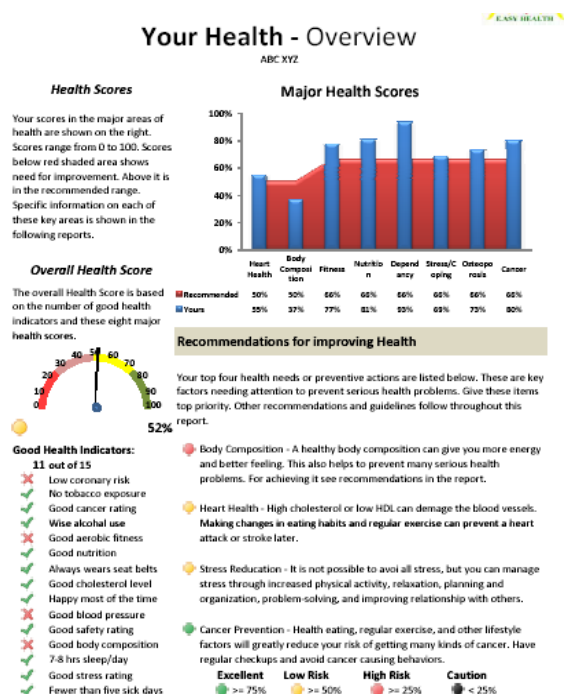 EASY HEALTH
Your Health - Overview
ABC XYZ
Health Scores
Your scores in the major areas of
health are shown on the right.
Scores range from 0 to 100. Scores
below red shaded area shows
need for improvement. Above it is
in the recommended range.
Specific information on each of
these key areas is shown in the
following reports.
Major Health Scores
100%
80%
60%
40%
20%
0%
Heart Health
Body Composi tion
Fitness
Nutritio n
Depend ancy
Stress/C oping
Osteopo rosis
Cancer
Recommended 50% 50% 66% 66% 66% 66% 66% 66%
Yours 55% 37% 77% 81% 93% 69% 73% 80%
Overall Health Score
The overall Health Score is based
on the number of good health
indicators and these eight major
health scores.
0 10 20 30 40 50 60 70 80 90 100
52%
Good Health Indicators:
11 out of 15
Low coronary risk
No tobacco exposure
Good cancer rating
Wise alcohol use
Good aerobic fitness
Good nutrition
Always wears seat belts
Good cholesterol level
Happy most of the time
Good blood pressure
Good safety rating
Good body composition
7-8 hrs sleep/day
Good stress rating
Fewer than five sick days
Recommendations for improving Health
Your top four health needs or preventive actions are listed below. These are key
factors needing attention to prevent serious health problems. Give these items
top priority. Other recommendations and guidelines follow throughout this
report.
Body Composition - A healthy body composition can give you more energy
and better feeling. This also helps to prevent many serious health
problems. For achieving it see recommendations in the report.
Heart Health - High cholesterol or low HDL can demage the blood vessels.
Making changes in eating habits and regular exercise can prevent a heart
attack or stroke later.
Stress Reducation - It is not possible to avoi all stress, but you can manage
stress through increased physical activity, relaxation, planning and
organization, problem-solving, and improving relationship with others.
Cancer Prevention - Health eating, regular exercise, and other lifestyle
factors will greatly reduce your risk of getting many kinds of cancer. Have
regular checkups and avoid cancer causing behaviors.
Excellent Low Risk High Risk Caution
>= 75% >= 50% >= 25% < 25%